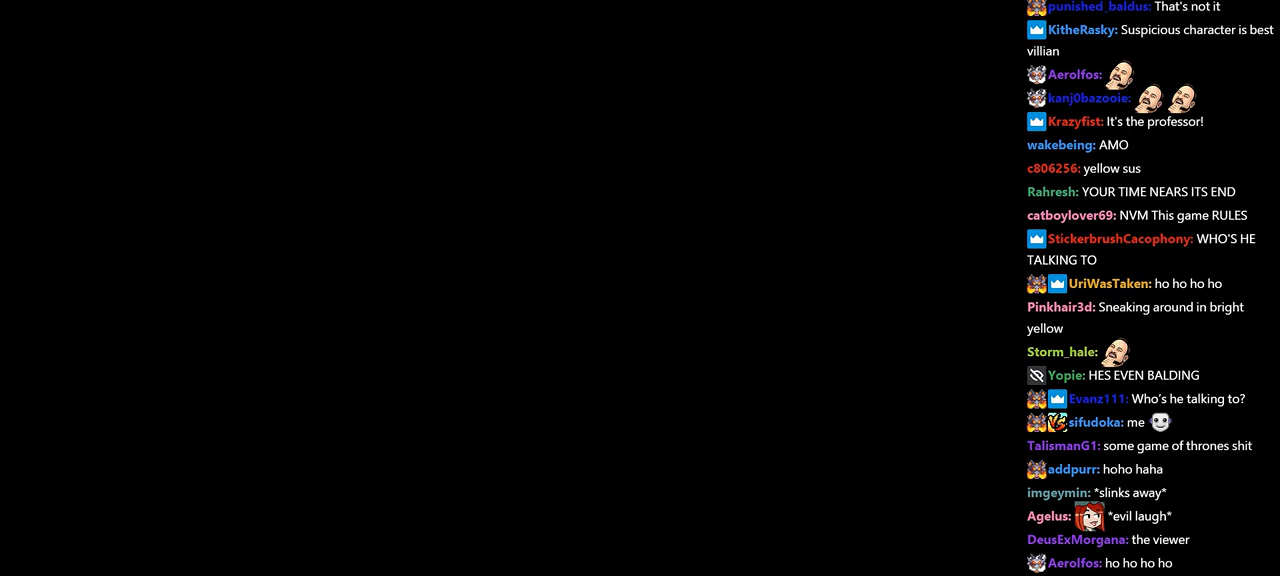 punished_baldus: That's not it
KitheRasky: Suspicious character is best
villian
Aerolfos:
kanj0bazooie:
Krazyfist: It's the professor!
wakebeing: AMO
c806256: yellow sus
Rahresh: YOUR TIME NEARS ITS END
catboylover69: NVM This game RULES
StickerbrushCacophony: WHO'S HE
TALKING TO
UriWasTaken: ho ho ho ho
Pinkhair3d: Sneaking around in bright
yellow
Storm_hale:
Yopie: HES EVEN BALDING
Evanz111: Who's he talking to?
VS sifudoka: me
TalismanG1: some game of thrones shit
addpurr: hoho haha
imgeymin: *slinks away*
Agelus: *evil laugh*
DeusExMorgana: the viewer
Aerolfos: ho ho ho ho